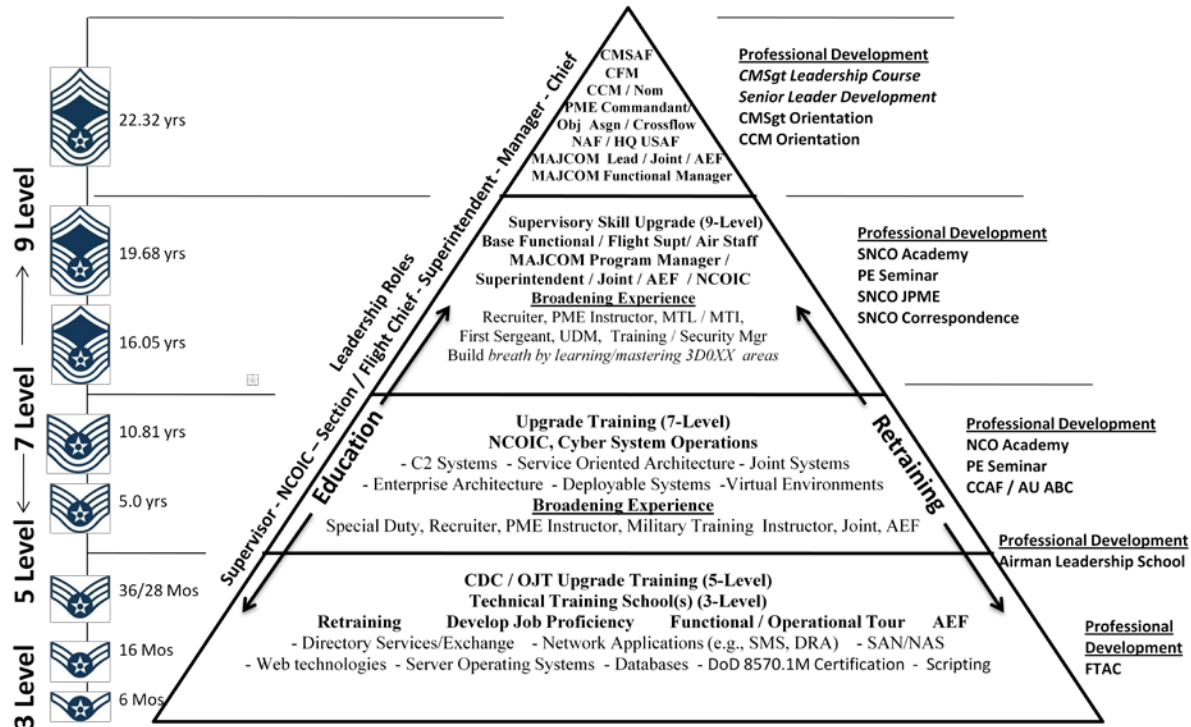 CMSAF
CFM
CCM / Nom
PME Commandant/
Obj Asgn / Crossflow
NAF / HQ USAF
MAJCOM Lead / Joint / AEF
MAJCOM Functional Manager
Professional Development
CMSgt Leadership Course
Senior Leader Development
CMSgt Orientation
CCM Orientation
22.32 yrs
Supervisory Skill Upgrade (9-Level)
Base Functional / Flight Supt/ Air Staff
MAJCOM Program Manager /
Superintendent / Joint / AEF / NCOIC
Broadening Experience
Recruiter, PME Instructor, MTL / MTI,
First Sergeant, UDM, Training / Security Mgr
Build breath by learning/mastering 3D0XX areas
Professional Development
SNCO Academy
PE Seminar
SNCO JPME
SNCO Correspondence
19.68 yrs
16.05 yrs
Upgrade Training (7-Level)
NCOIC, Cyber System Operations
- C2 Systems - Service Oriented Architecture - Joint Systems
- Enterprise Architecture - Deployable Systems -Virtual Environments
Broadening Experience
Special Duty, Recruiter, PME Instructor, Military Training Instructor, Joint, AEF
Professional Development
NCO Academy
PE Seminar
CCAF / AU ABC
10.81 yrs
5.0 yrs
Professional Development
Airman Leadership School
CDC / OJT Upgrade Training (5-Level)
Technical Training School(s) (3-Level)
Retraining Develop Job Proficiency Functional / Operational Tour AEF
- Directory Services/Exchange - Network Applications (e.g., SMS, DRA) - SAN/NAS
- Web technologies - Server Operating Systems - Databases - DoD 8570.1M Certification - Scripting
Professional
Development
FTAC
36/28 Mos
16 Mos
6 Mos
3 Level
5 Level
7 Level
9 Level
Supervisor - NCOIC – Section / Flight Chief - Superintendent - Manager - Chief
Leadership Roles
Education
Retraining